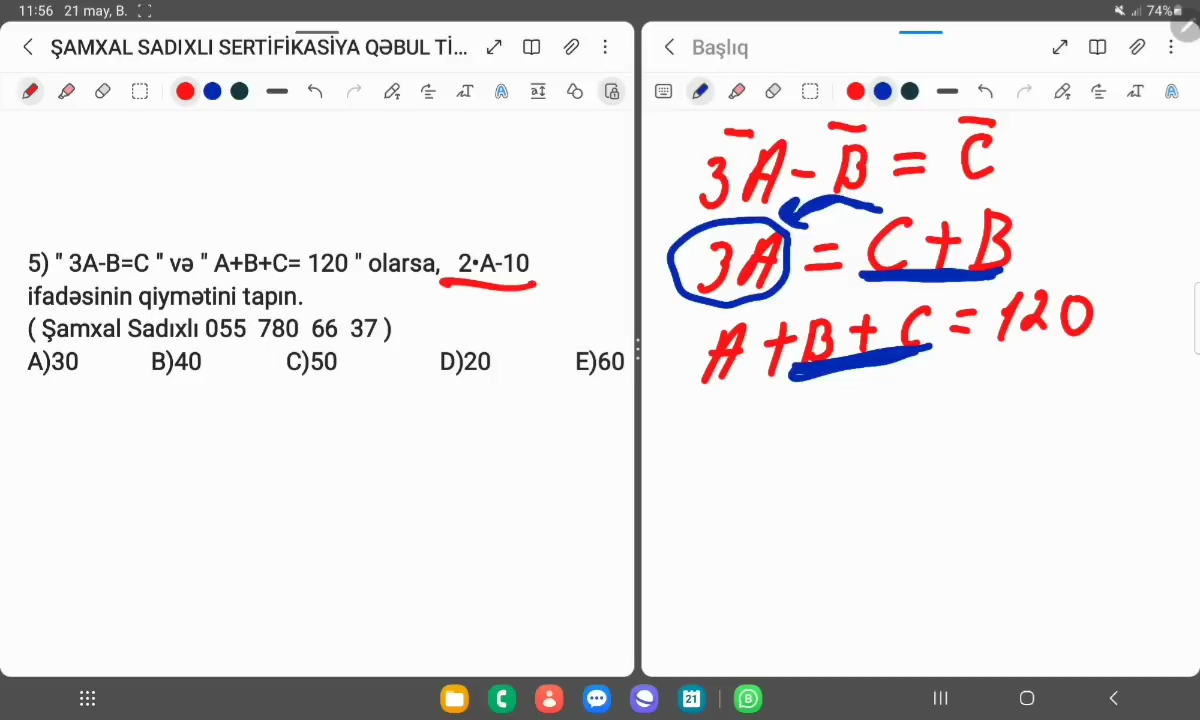 11:56 21 may, B.
74%
ŞAMXAL SADIXLI SERTİFİKASİYA QƏBUL Tİ...
Başlıq
5) " 3A-B=C " və " A+B+C= 120 " olarsa, 2•A-10
ifadəsinin qiymətini tapın.
( Şamxal Sadıxlı 055 780 66 37 )
A)30 B)40 C)50 D)20 E)60
3A - B = C
3A = C + B
A + B + C = 120
21